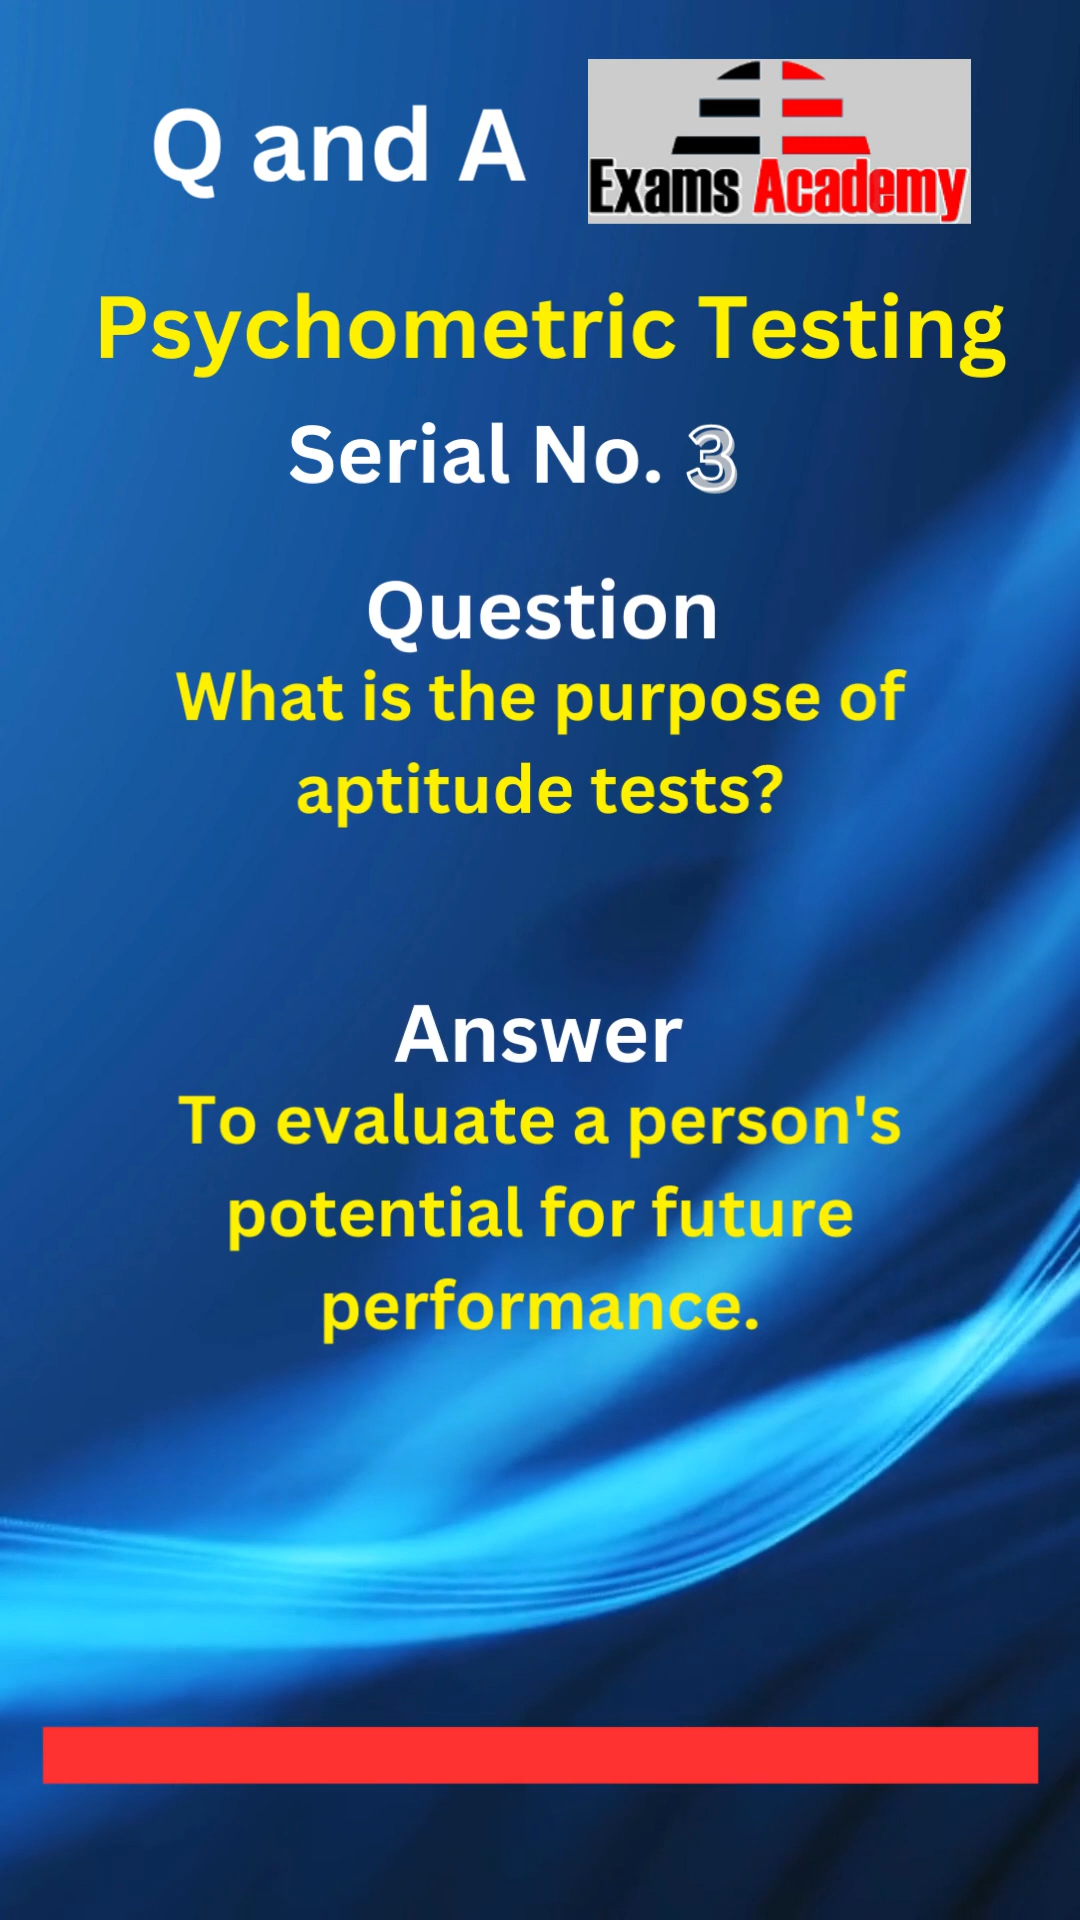 Q and A
Exams Academy
Psychometric Testing
Serial No. 3
Question
What is the purpose of
aptitude tests?
Answer
To evaluate a person's
potential for future
performance.